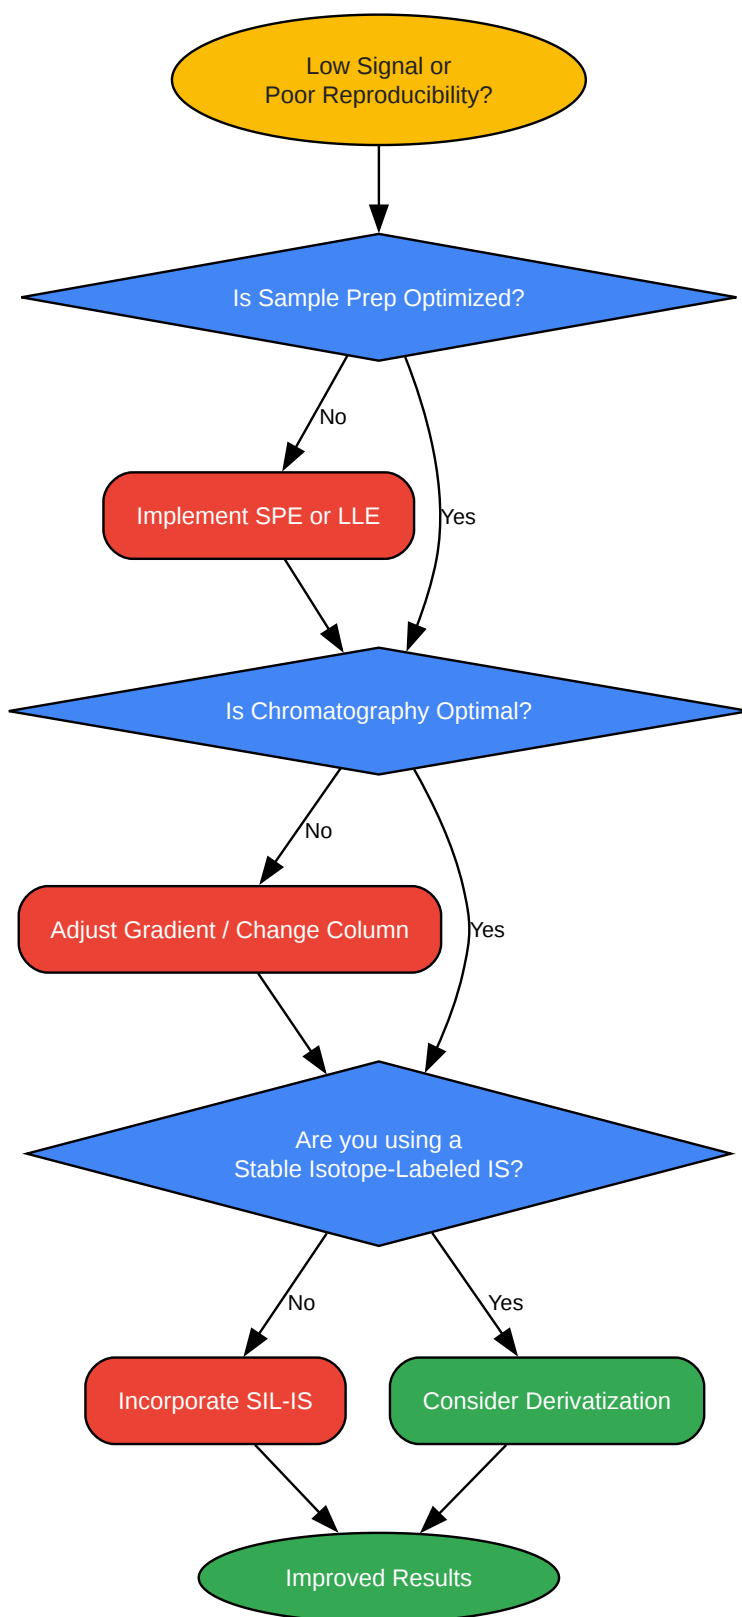 Low Signal or
Poor Reproducibility?
Is Sample Prep Optimized?
No
Implement SPE or LLE
Yes
Is Chromatography Optimal?
No
Adjust Gradient / Change Column
Yes
Are you using a
Stable Isotope-Labeled IS?
No
Yes
Incorporate SIL-IS
Consider Derivatization
Improved Results